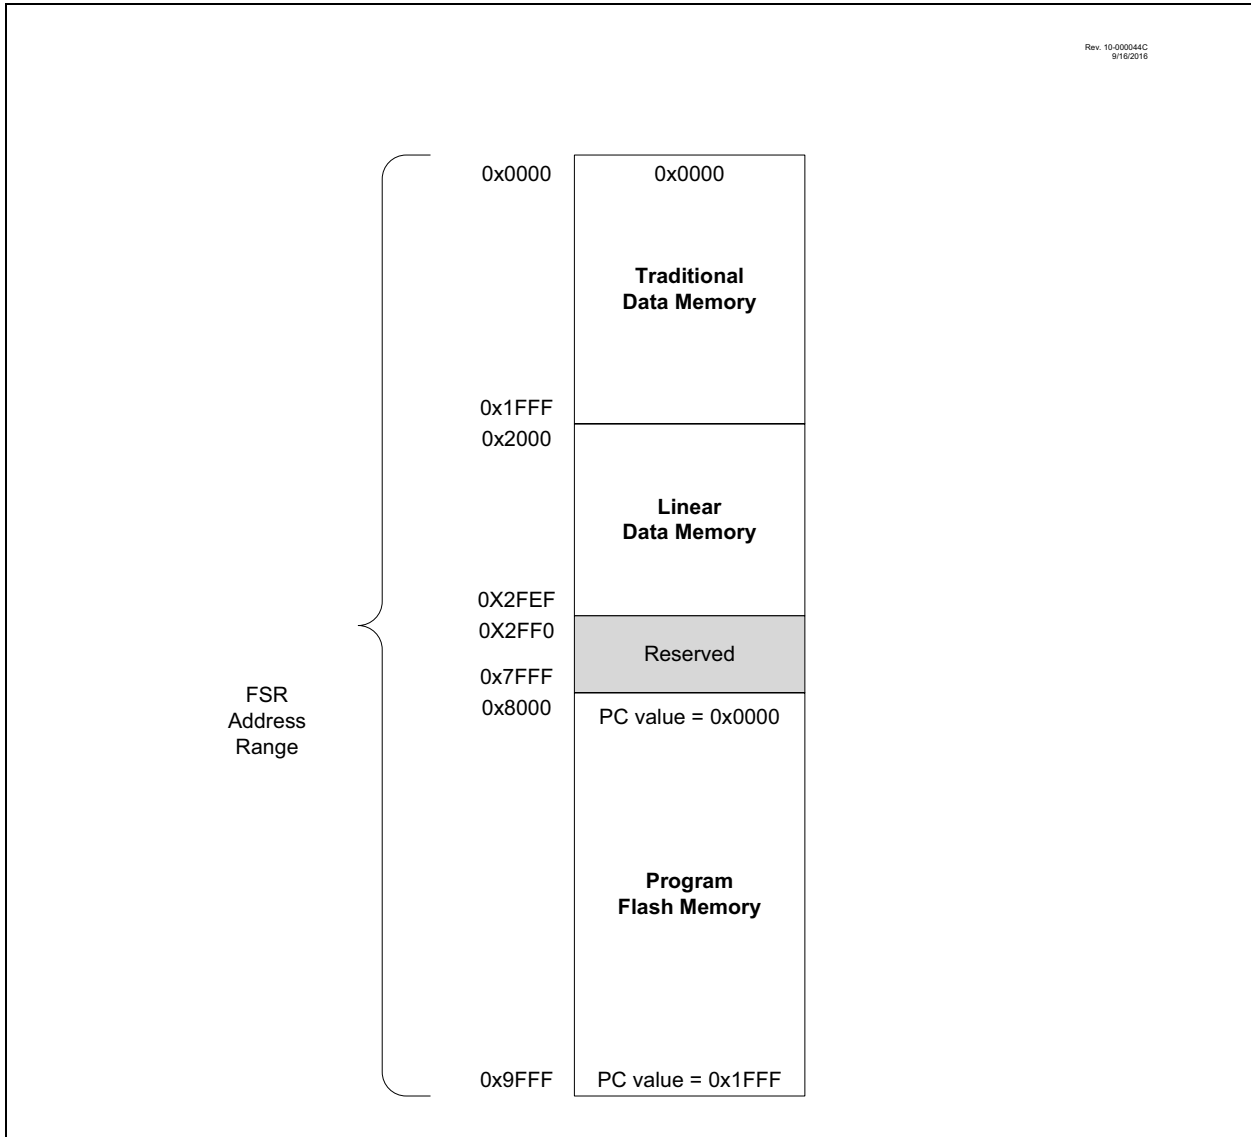 Rev. 10-000044C
9/16/2016
0x0000
0x0000
Traditional
Data Memory
0x1FFF
0x2000
Linear
Data Memory
0X2FEF
0X2FF0
Reserved
0x7FFF
0x8000
PC value = 0x0000
FSR
Address
Range
Program
Flash Memory
0x9FFF
PC value = 0x1FFF